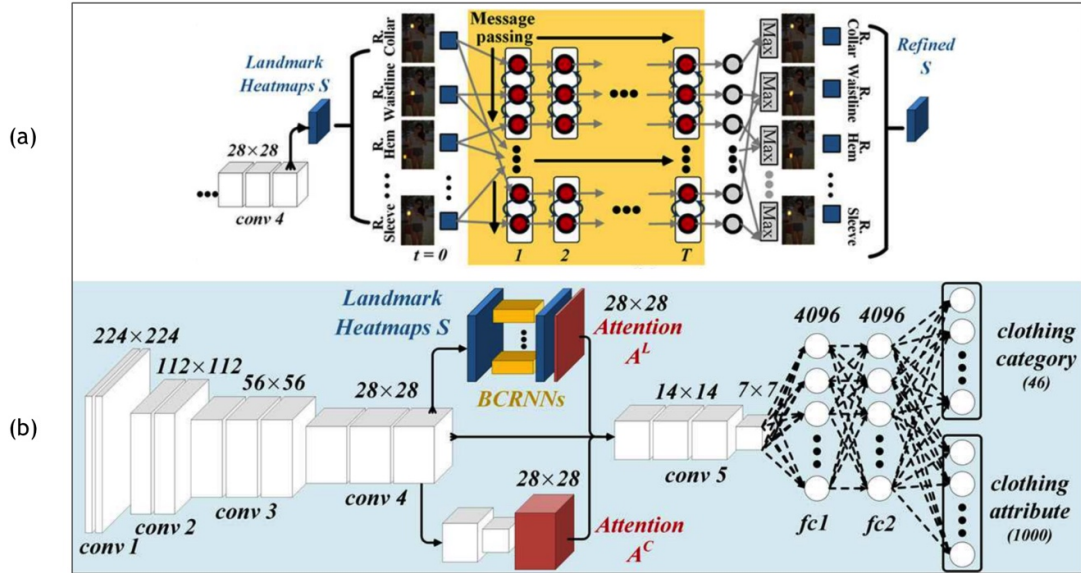 (a)
Landmark
Heatmaps S
28×28
conv 4
R.
Collar
R.
Waistline
R.
Hem
R.
Sleeve
t = 0
Message
passing
1
2
T
Max
Max
Max
Max
R.
Collar
R.
Waistline
R.
Hem
R.
Sleeve
Refined
S
(b)
224×224
112×112
56×56
28×28
conv 1
conv 2
conv 3
conv 4
Landmark
Heatmaps S
BCRNNs
28×28
Attention
A^L
28×28
Attention
A^C
14×14
7×7
conv 5
4096
4096
fc1
fc2
clothing
category
(46)
clothing
attribute
(1000)